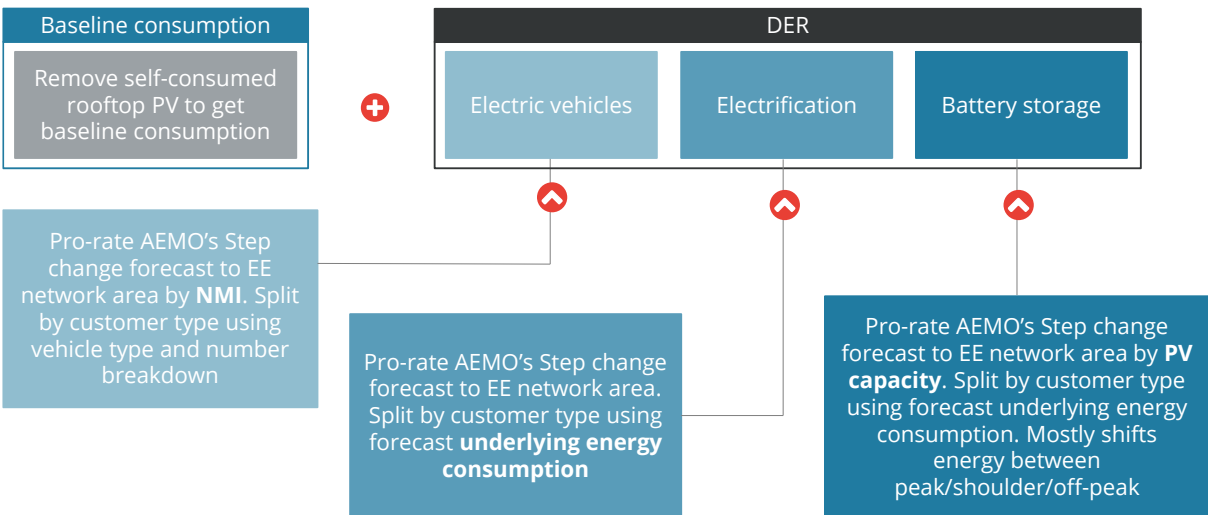 Baseline consumption
Remove self-consumed
rooftop PV to get
baseline consumption
DER
Electric vehicles
Electrification
Battery storage
Pro-rate AEMO’s Step
change forecast to EE
network area by NMI. Split
by customer type using
vehicle type and number
breakdown
Pro-rate AEMO’s Step change
forecast to EE network area.
Split by customer type using
forecast underlying energy
consumption
Pro-rate AEMO’s Step change
forecast to EE network area by PV
capacity. Split by customer type
using forecast underlying energy
consumption. Mostly shifts
energy between
peak/shoulder/off-peak